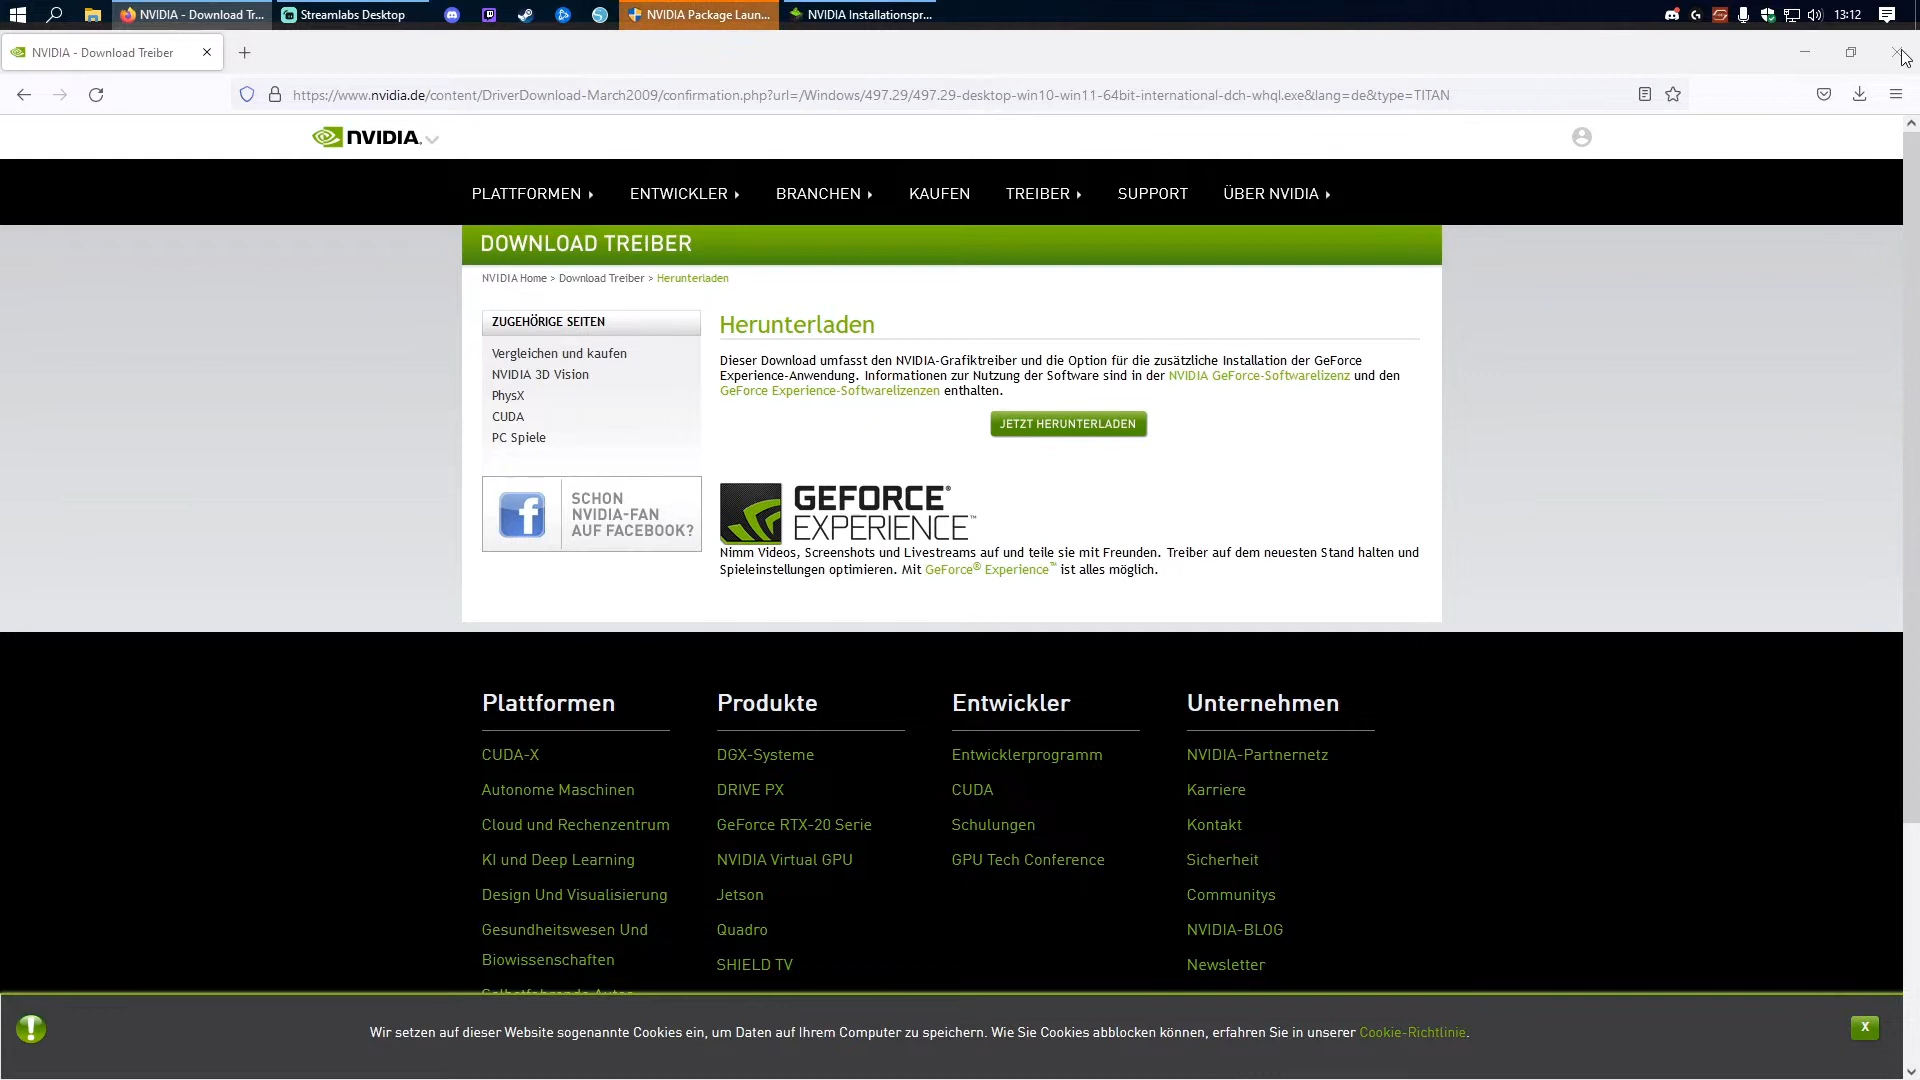 NVIDIA - Download Tr...
Streamlabs Desktop
NVIDIA Package Laun...
NVIDIA Installationspr...
13:12
NVIDIA - Download Treiber
https://www.nvidia.de/content/DriverDownload-March2009/confirmation.php?url=/Windows/497.29/497.29-desktop-win10-win11-64bit-international-dch-whql.exe&lang=de&type=TITAN
NVIDIA.
PLATTFORMEN ENTWICKLER BRANCHEN KAUFEN TREIBER SUPPORT ÜBER NVIDIA
DOWNLOAD TREIBER
NVIDIA Home > Download Treiber > Herunterladen
ZUGEHÖRIGE SEITEN
Vergleichen und kaufen
NVIDIA 3D Vision
PhysX
CUDA
PC Spiele
SCHON
NVIDIA-FAN
AUF FACEBOOK?
Herunterladen
Dieser Download umfasst den NVIDIA-Grafiktreiber und die Option für die zusätzliche Installation der GeForce
Experience-Anwendung. Informationen zur Nutzung der Software sind in der NVIDIA GeForce-Softwarelizenz und den
GeForce Experience-Softwarelizenzen enthalten.
JETZT HERUNTERLADEN
GEFORCE®
EXPERIENCE™
Nimm Videos, Screenshots und Livestreams auf und teile sie mit Freunden. Treiber auf dem neuesten Stand halten und
Spieleinstellungen optimieren. Mit GeForce® Experience™ ist alles möglich.
Plattformen
CUDA-X
Autonome Maschinen
Cloud und Rechenzentrum
KI und Deep Learning
Design Und Visualisierung
Gesundheitswesen Und
Biowissenschaften
Selbstfahrende Autos
Produkte
DGX-Systeme
DRIVE PX
GeForce RTX-20 Serie
NVIDIA Virtual GPU
Jetson
Quadro
SHIELD TV
Entwickler
Entwicklerprogramm
CUDA
Schulungen
GPU Tech Conference
Unternehmen
NVIDIA-Partnernetz
Karriere
Kontakt
Sicherheit
Communitys
NVIDIA-BLOG
Newsletter
Wir setzen auf dieser Website sogenannte Cookies ein, um Daten auf Ihrem Computer zu speichern. Wie Sie Cookies abblocken können, erfahren Sie in unserer Cookie-Richtlinie.
X